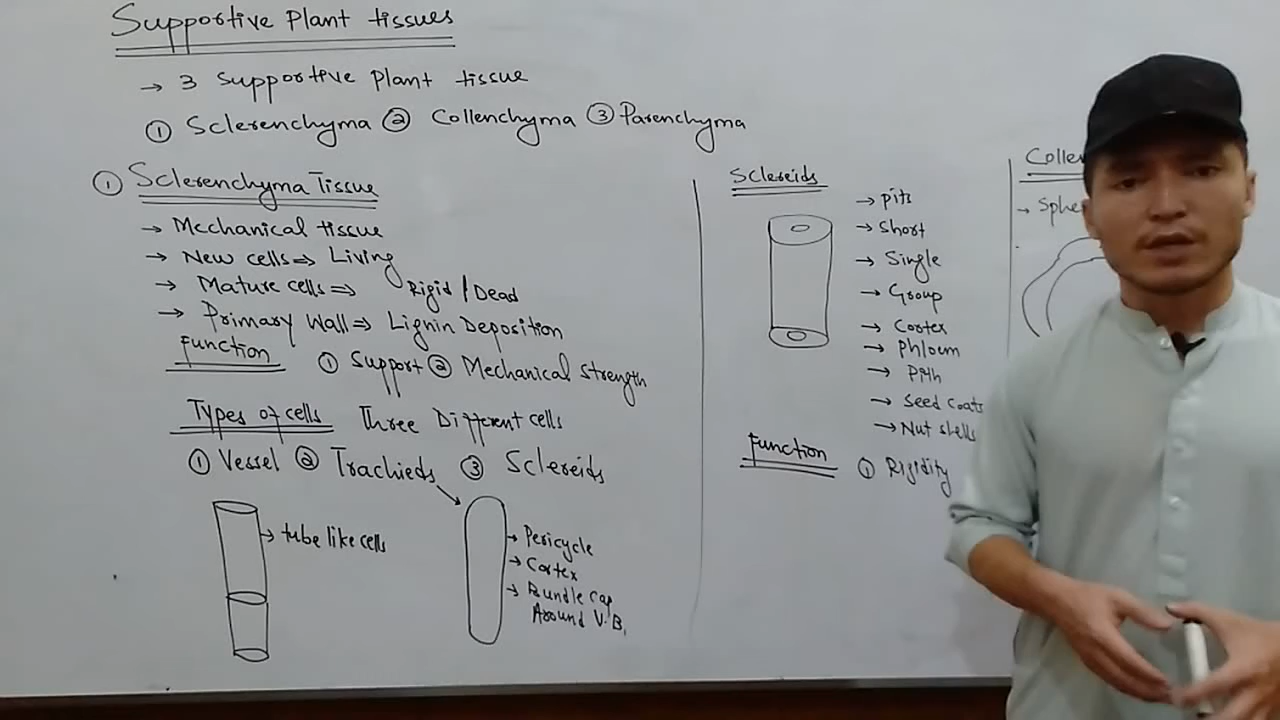 Supportive Plant tissues
→ 3 Supportive Plant tissue
① Sclerenchyma ② Collenchyma ③ Parenchyma
① Sclerenchyma Tissue
→ Mechanical tissue
→ New cells ⇒ Living
→ Mature cells ⇒ Rigid / Dead
→ Primary Wall ⇒ Lignin Deposition
Function ① Support ② Mechanical Strength
Types of cells Three Different cells
① Vessel ② Trachieds ③ Sclereids
→ tube like cells
→ Pericycle
→ Cortex
→ Bundle Cap
Around V.B.
Sclereids
→ Pits
→ Short
→ Single
→ Group
→ Cortex
→ Phloem
→ Pith
→ Seed coats
→ Nut shells
Function ① Rigidity
Collen
→ Sphe